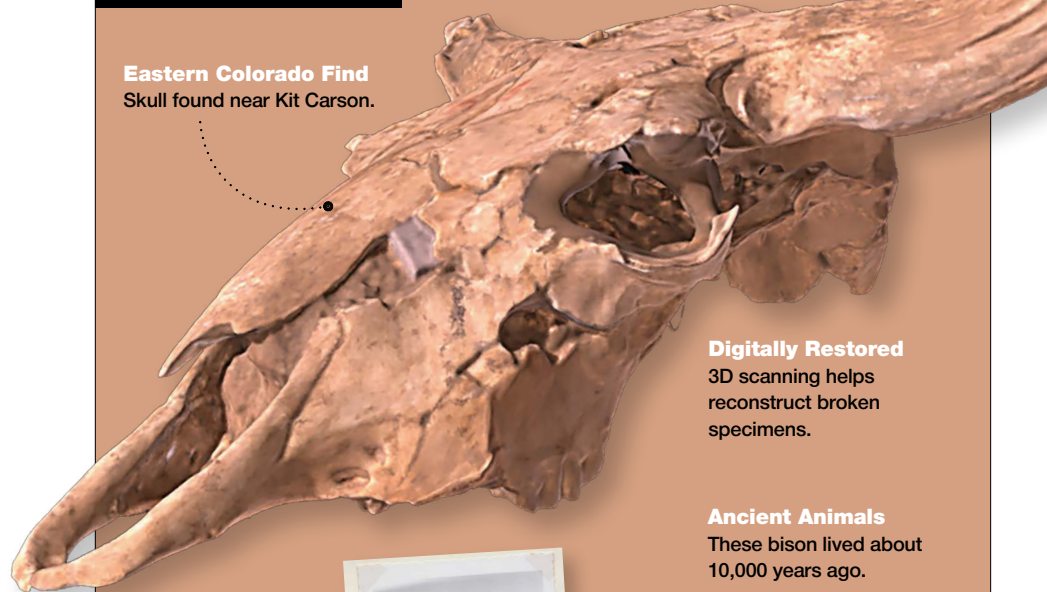 Eastern Colorado Find
Skull found near Kit Carson.
Digitally Restored
3D scanning helps
reconstruct broken
specimens.
Ancient Animals
These bison lived about
10,000 years ago.